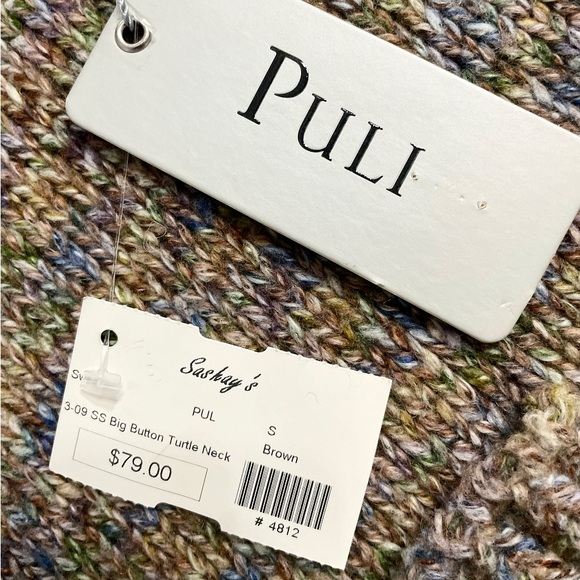 PULI
Sashay's
PUL S
3-09 SS Big Button Turtle Neck Brown
$79.00
# 4812